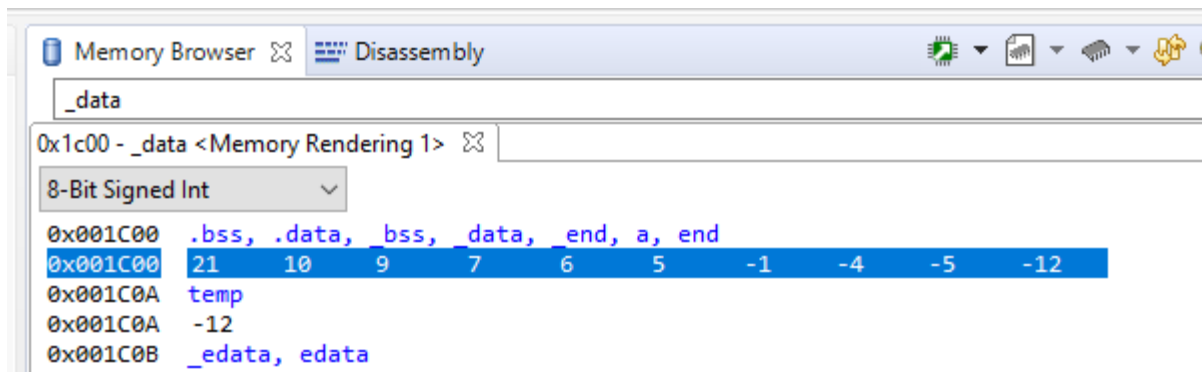 Memory Browser Disassembly
_data
0x1c00 - _data <Memory Rendering 1>
8-Bit Signed Int
0x001C00 .bss, .data, _bss, _data, _end, a, end
0x001C00 21 10 9 7 6 5 -1 -4 -5 -12
0x001C0A temp
0x001C0A -12
0x001C0B _edata, edata